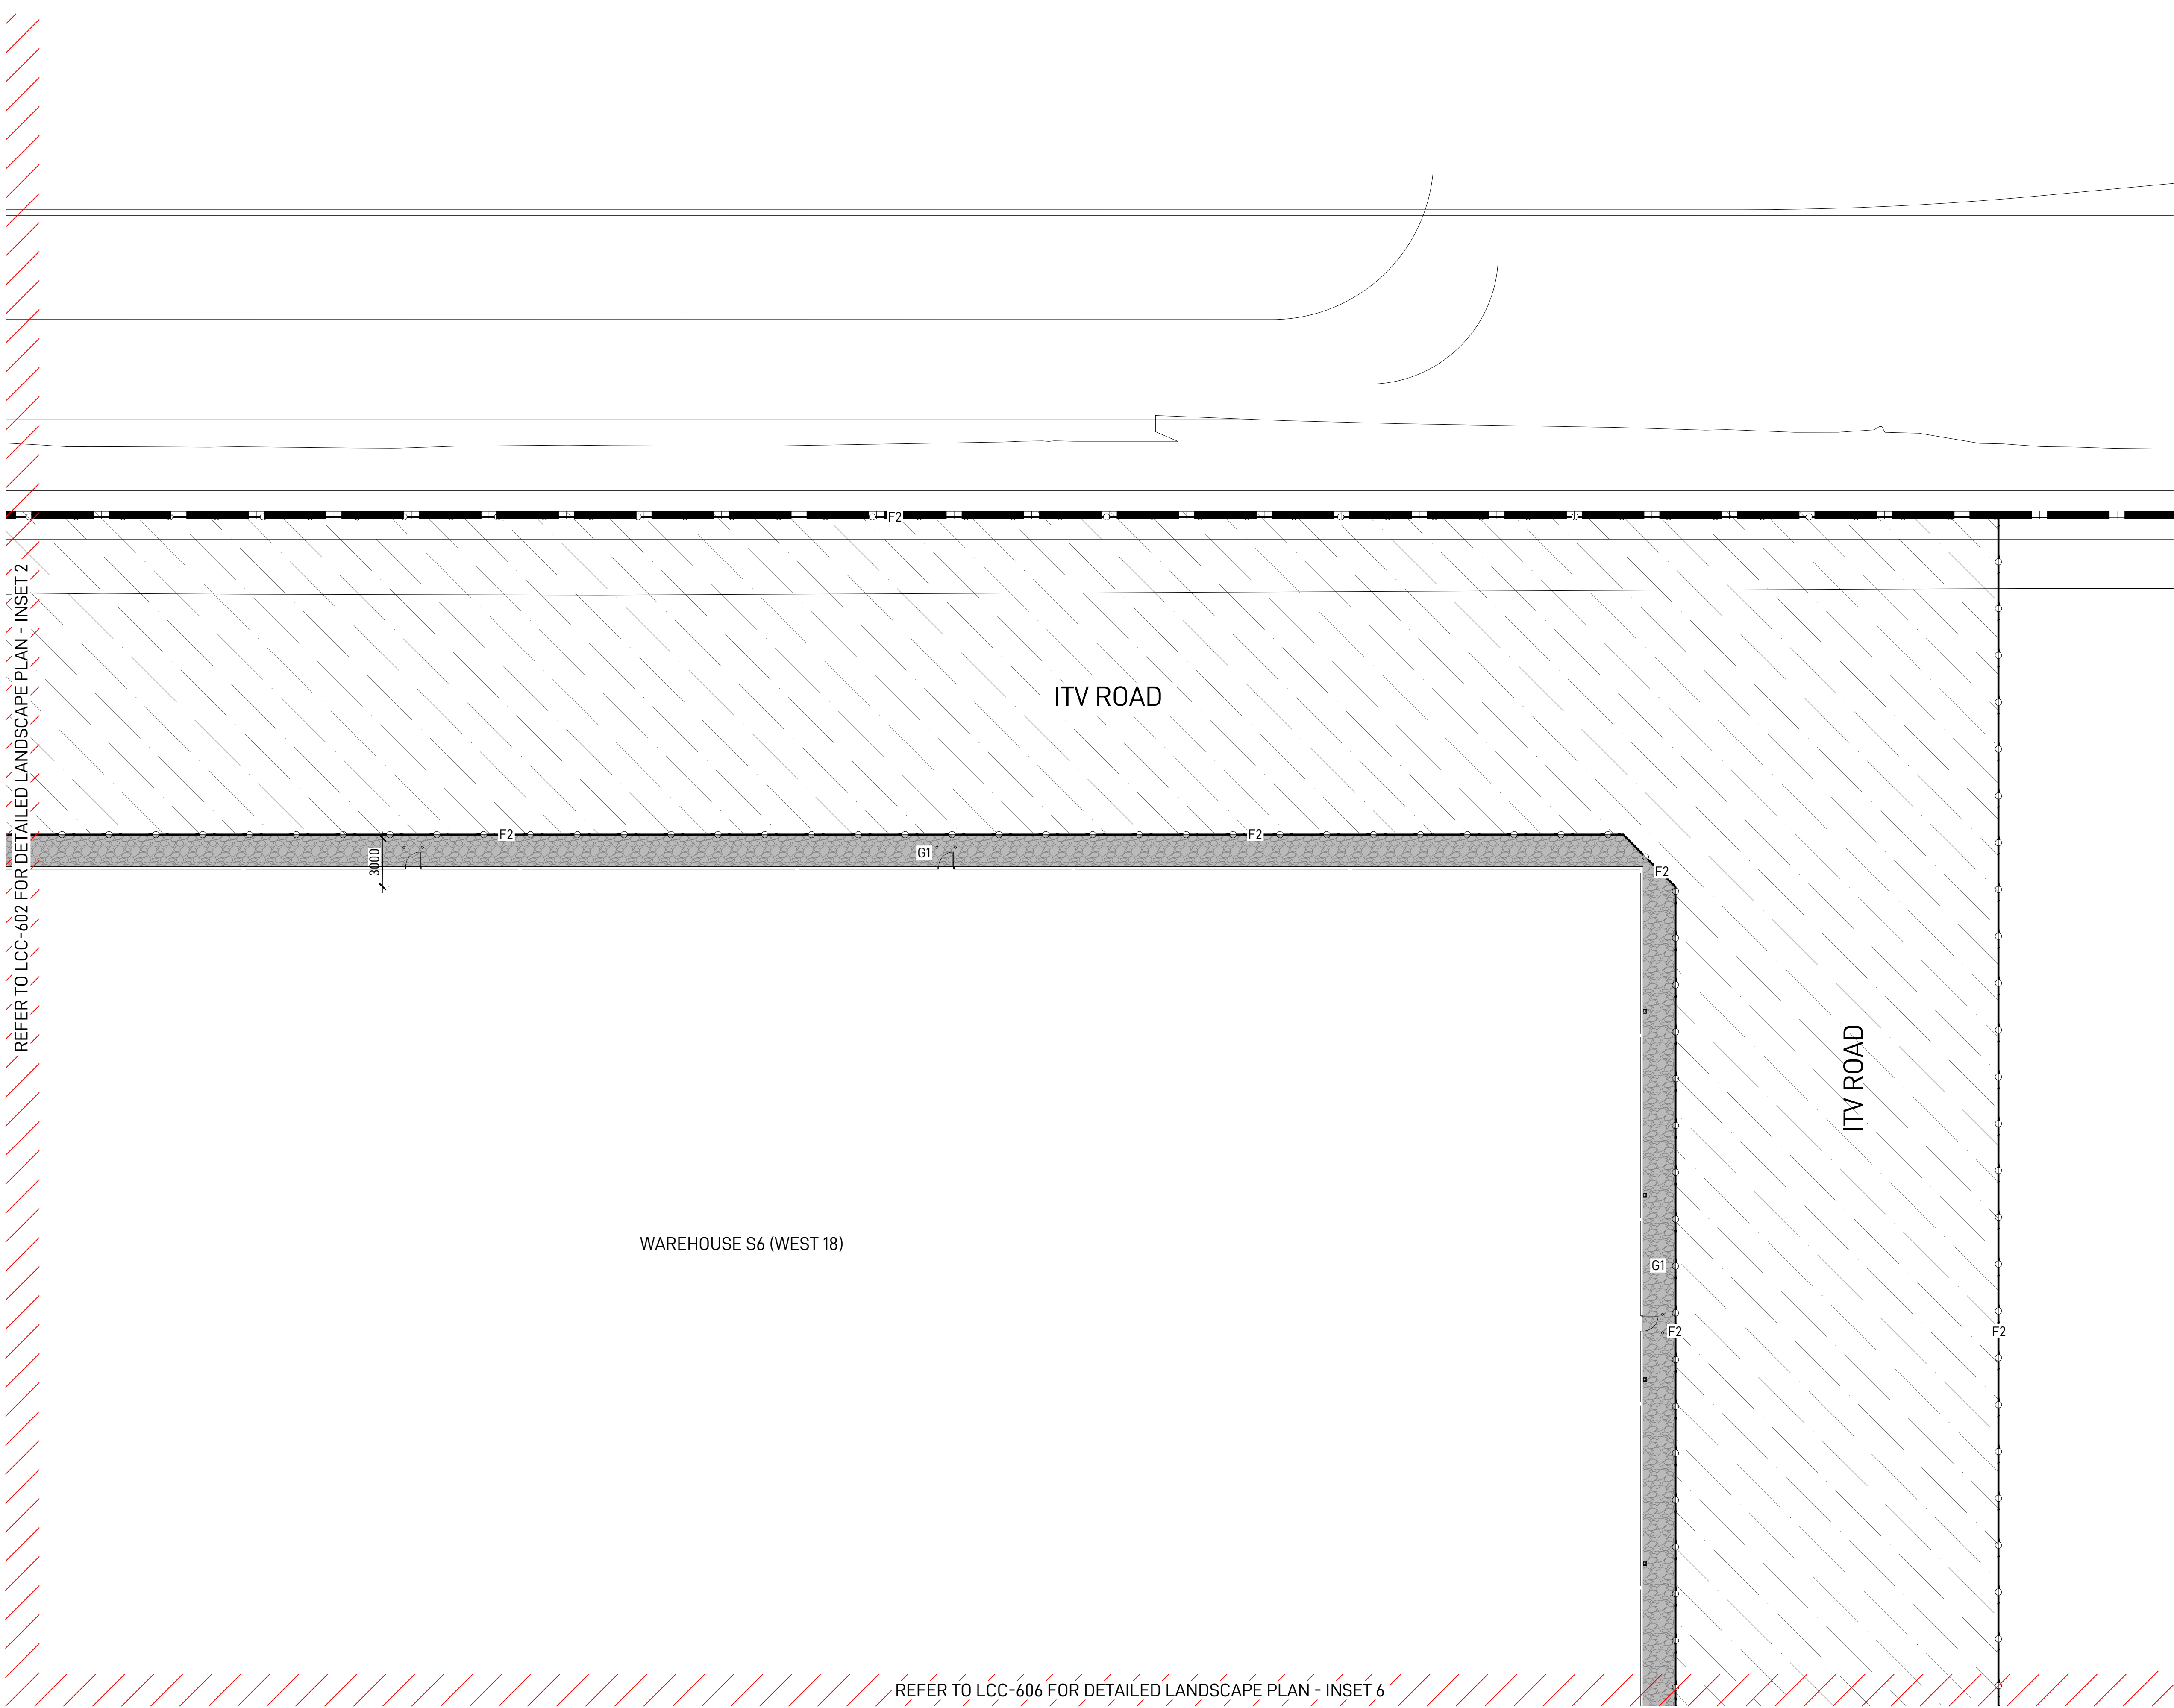 F2
REFER TO LCC-602 FOR DETAILED LANDSCAPE PLAN - INSET 2
ITV ROAD
F2
F2
3000
G1
F2
ITV ROAD
WAREHOUSE S6 (WEST 18)
G1
F2
F2
REFER TO LCC-606 FOR DETAILED LANDSCAPE PLAN - INSET 6